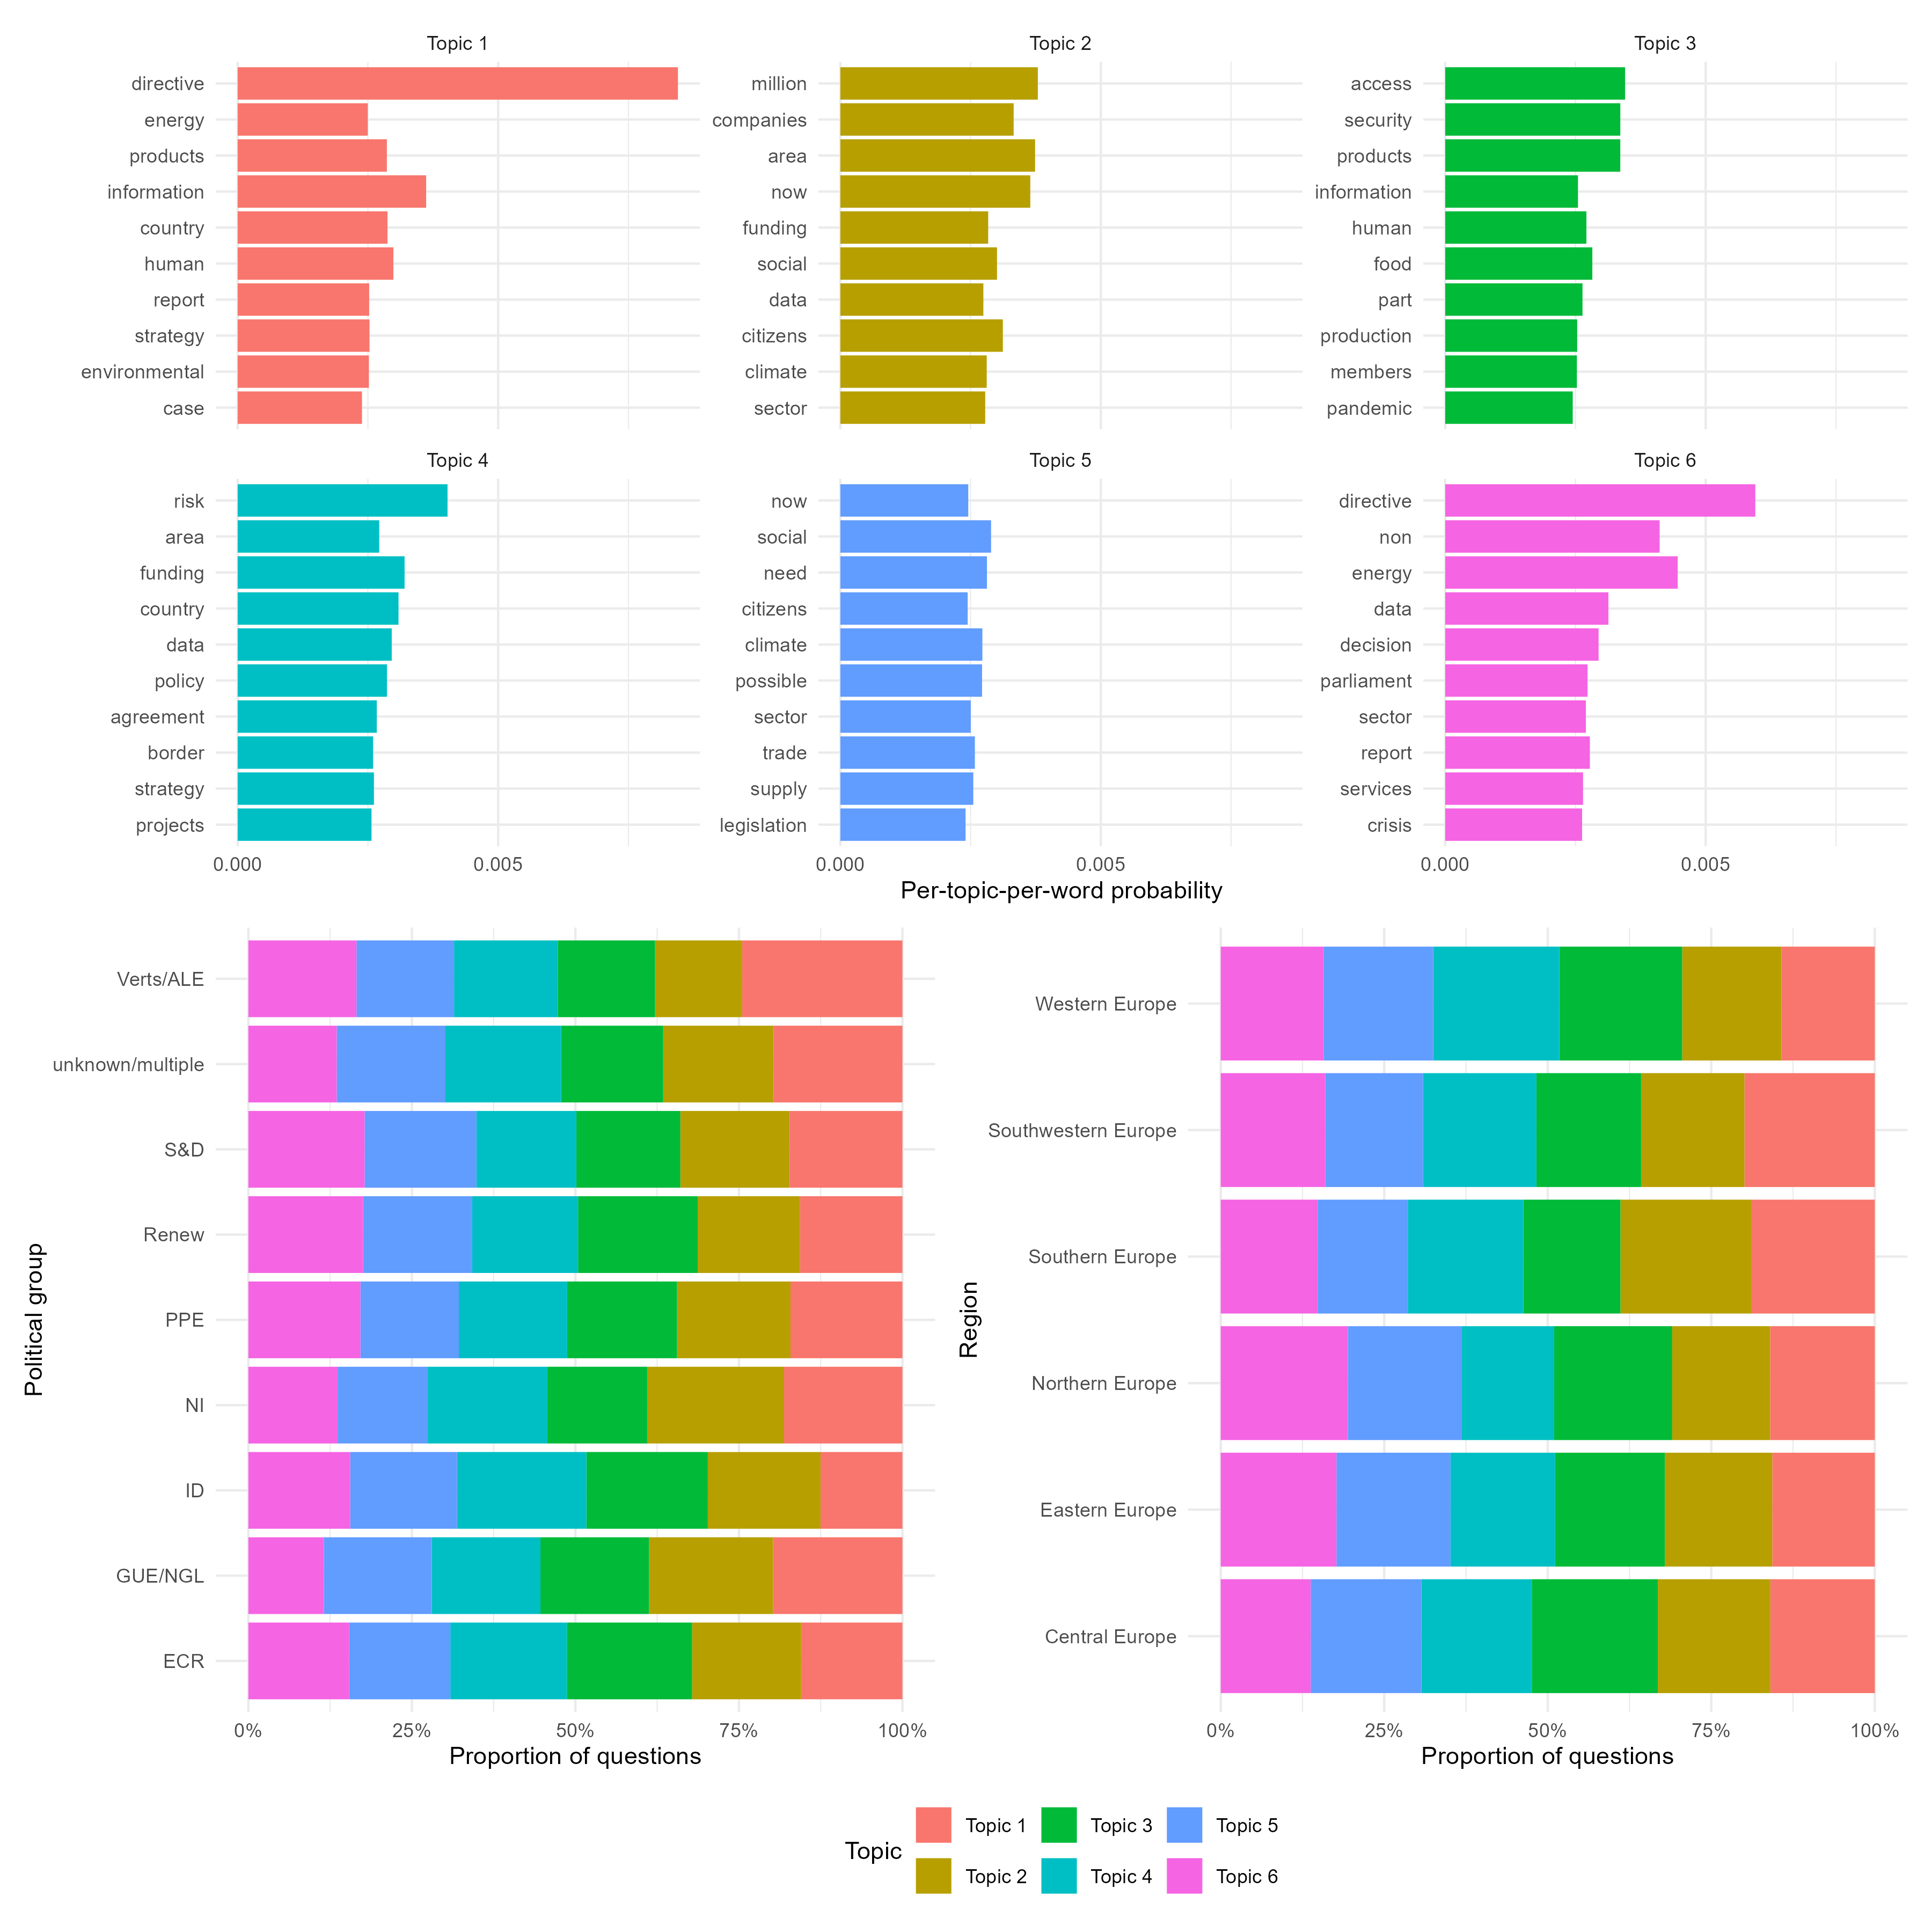 Topic 1
Topic 2
Topic 3
directive
energy
products
information
country
human
report
strategy
environmental
case
million
companies
area
now
funding
social
data
citizens
climate
sector
access
security
products
information
human
food
part
production
members
pandemic
Topic 4
Topic 5
Topic 6
risk
area
funding
country
data
policy
agreement
border
strategy
projects
now
social
need
citizens
climate
possible
sector
trade
supply
legislation
directive
non
energy
data
decision
parliament
sector
report
services
crisis
0.000 0.005
0.000 0.005
0.000 0.005
Per-topic-per-word probability
Political group
Verts/ALE
unknown/multiple
S&D
Renew
PPE
NI
ID
GUE/NGL
ECR
0% 25% 50% 75% 100%
Proportion of questions
Region
Western Europe
Southwestern Europe
Southern Europe
Northern Europe
Eastern Europe
Central Europe
0% 25% 50% 75% 100%
Proportion of questions
Topic
Topic 1 Topic 3 Topic 5
Topic 2 Topic 4 Topic 6